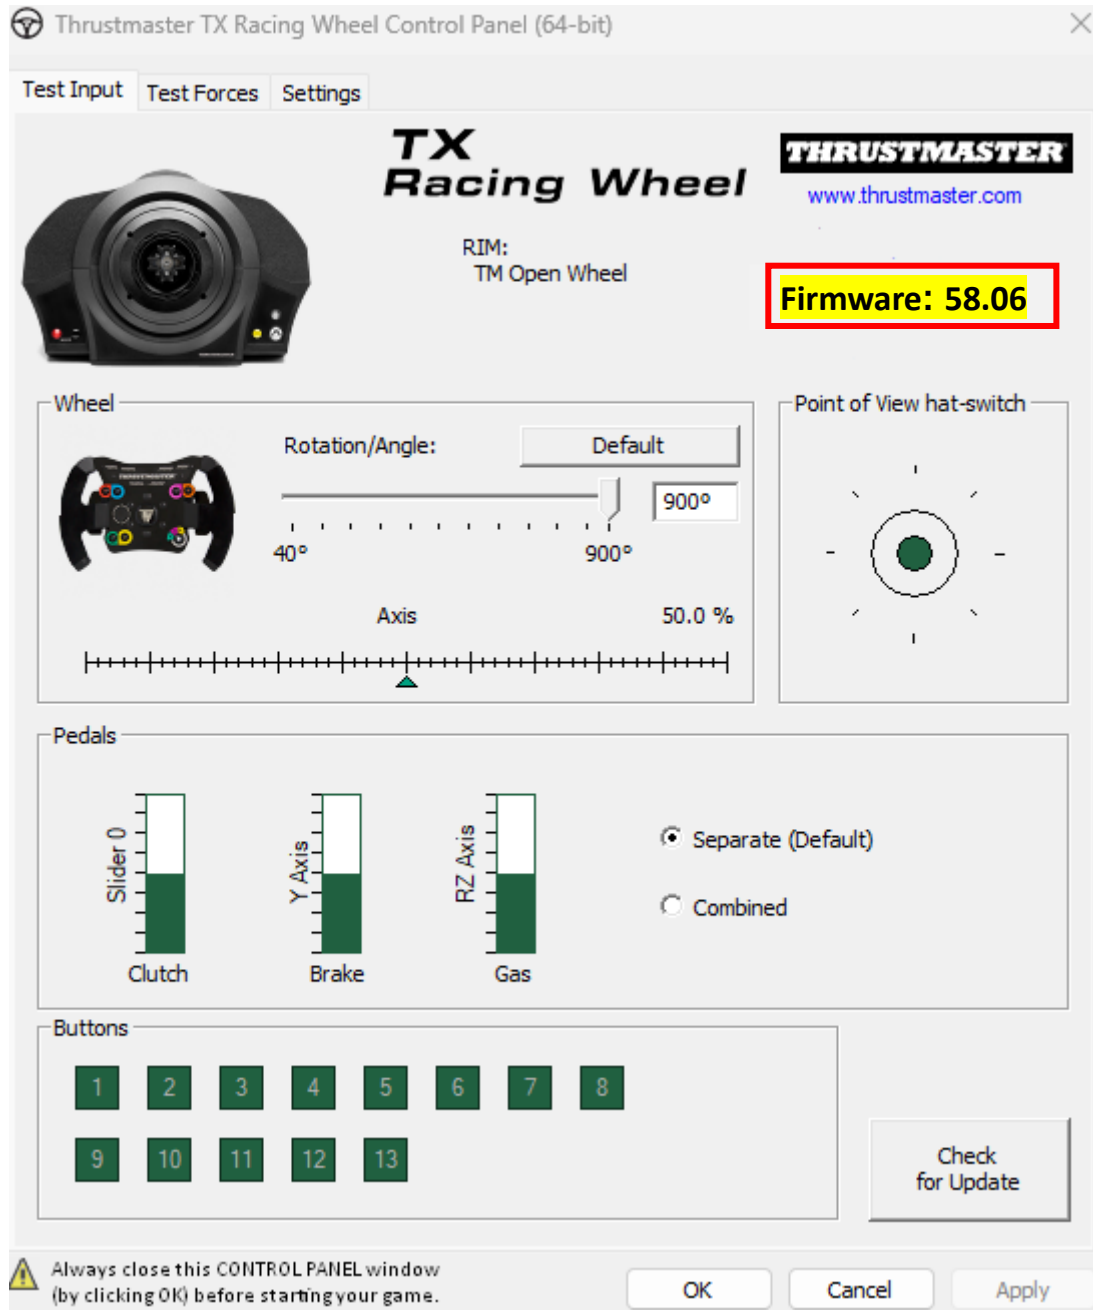 Thrustmaster TX Racing Wheel Control Panel (64-bit)
Test Input Test Forces Settings
TX
Racing Wheel
THRUSTMASTER
www.thrustmaster.com
RIM:
TM Open Wheel
Firmware: 58.06
Wheel
Rotation/Angle:
Default
900°
40° 900°
Axis 50.0 %
Point of View hat-switch
Pedals
Slider 0
Clutch
Y Axis
Brake
RZ Axis
Gas
Separate (Default)
Combined
Buttons
1 2 3 4 5 6 7 8
9 10 11 12 13
Check
for Update
Always close this CONTROL PANEL window
(by clicking OK) before starting your game.
OK Cancel Apply